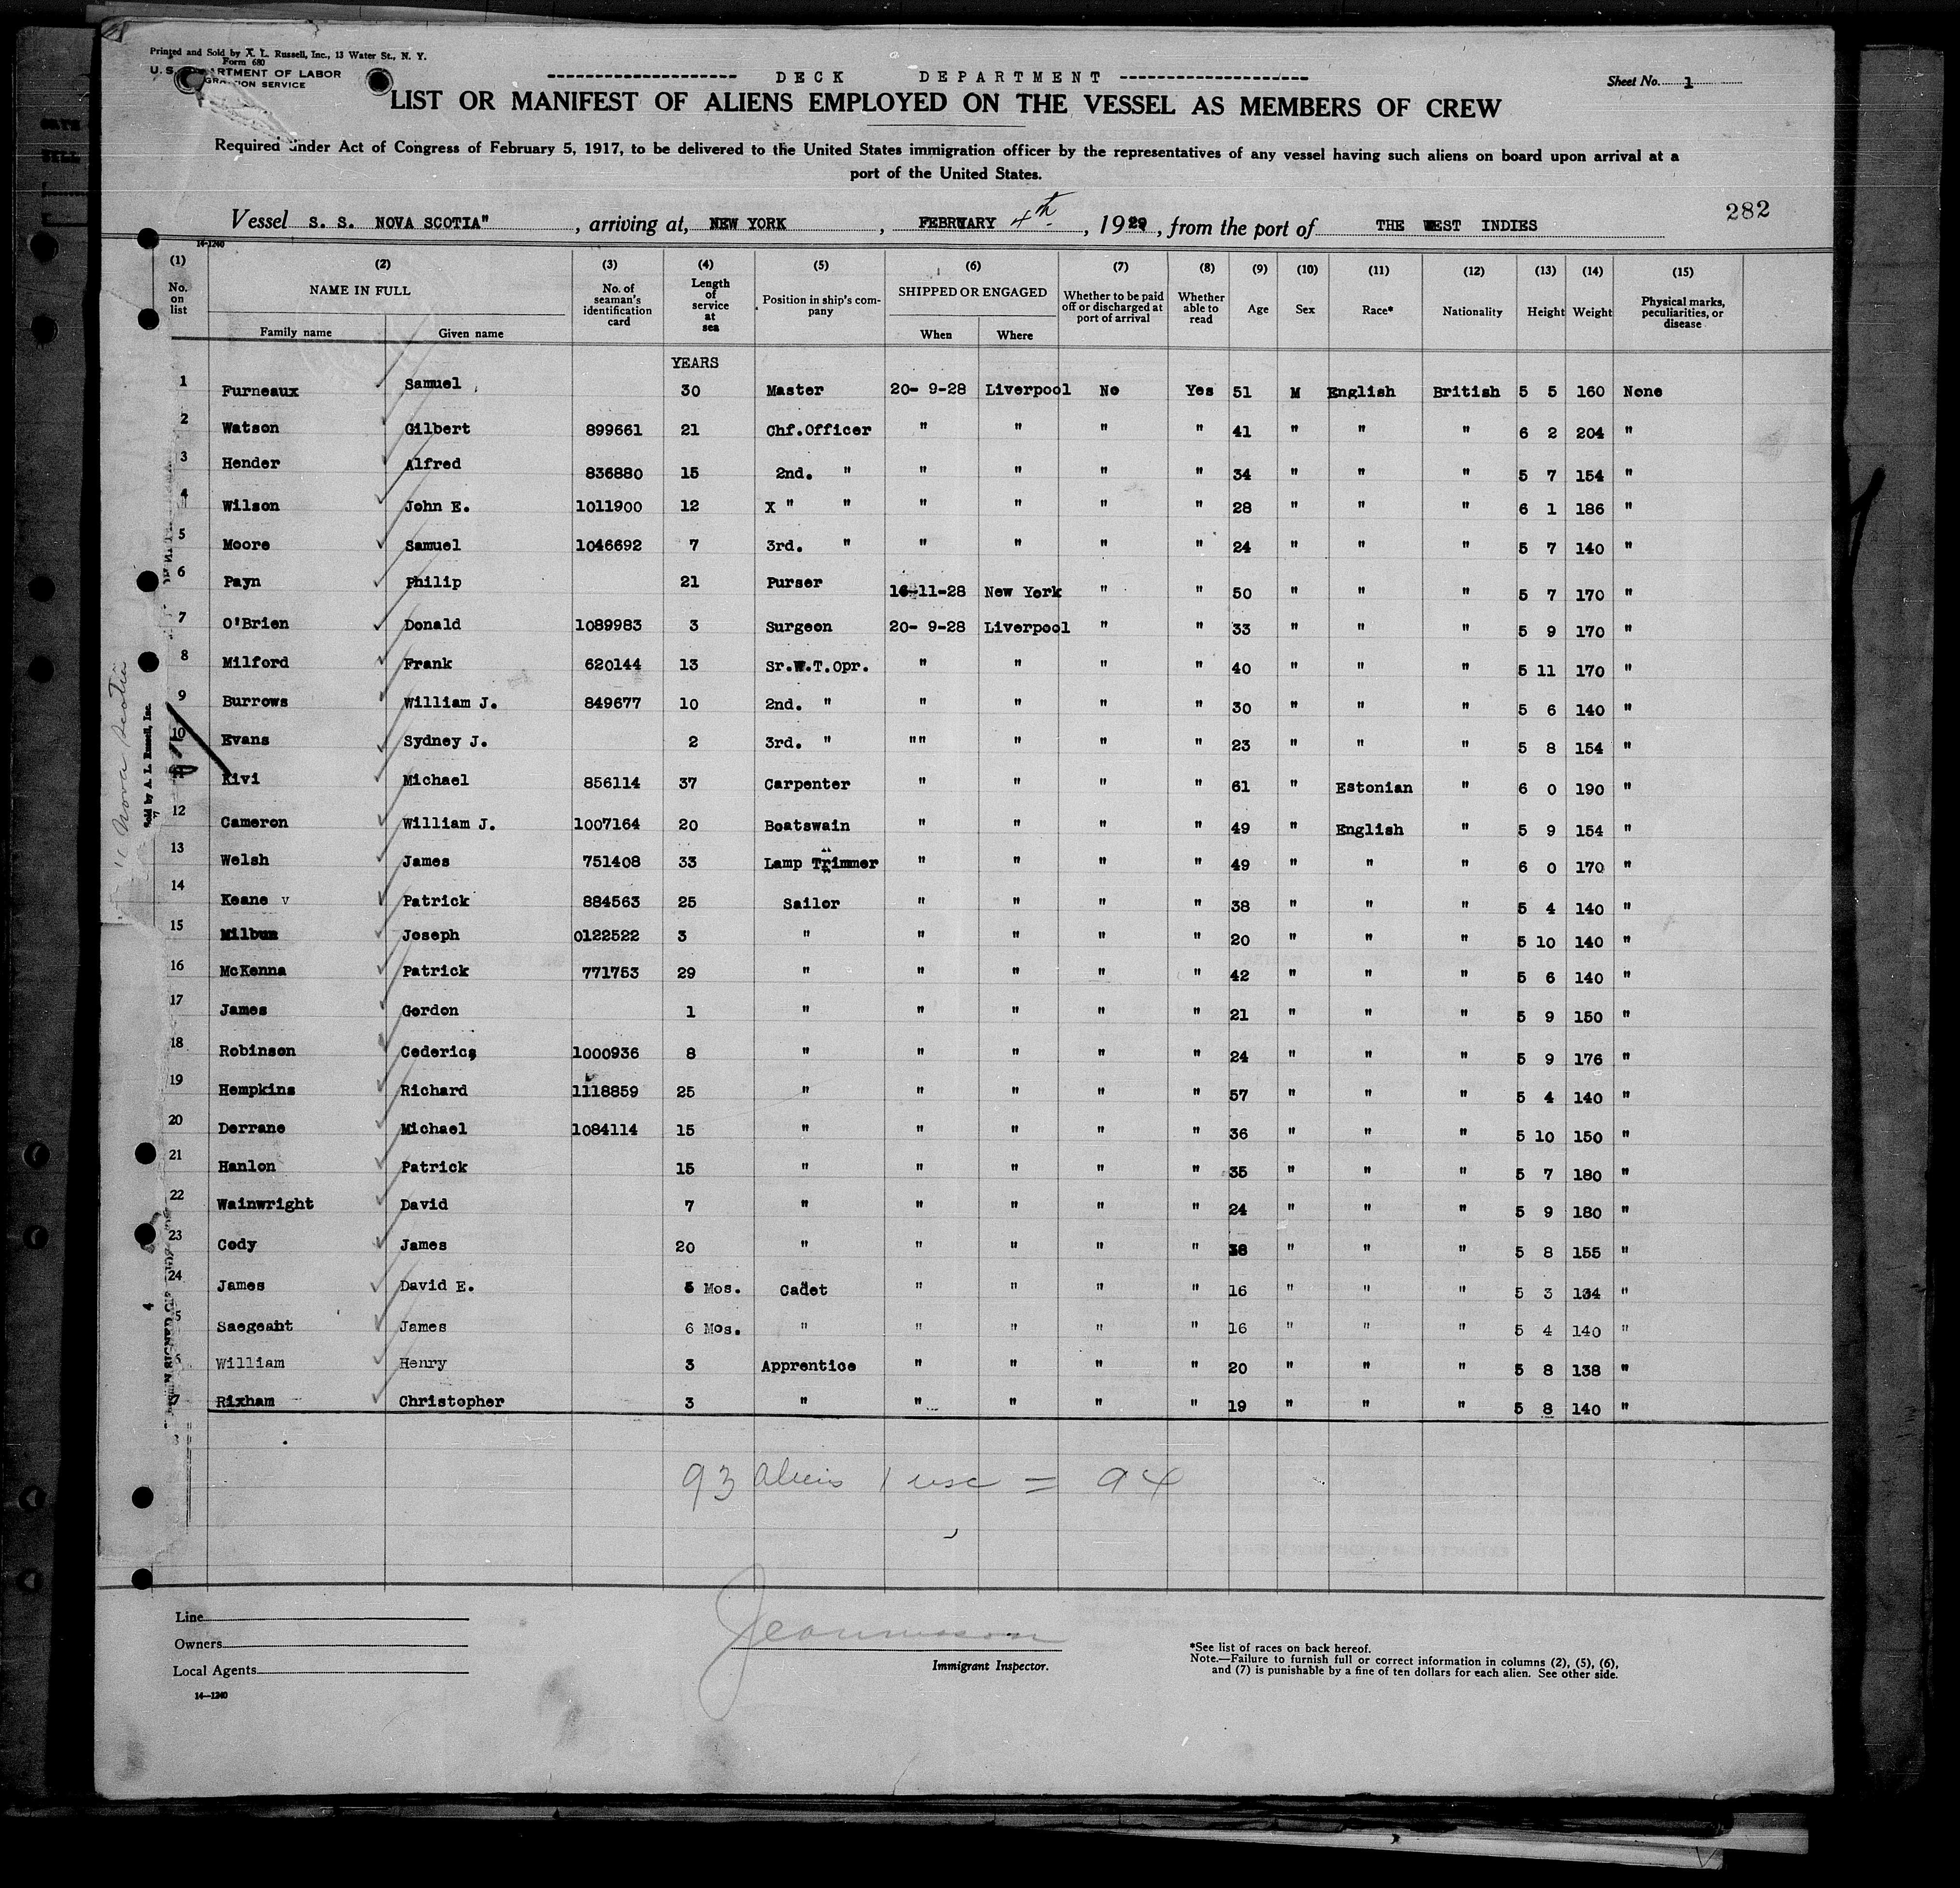 Printed and Sold by A. L. Russell, Inc., 13 Water St., N. Y.
Form 680
U. S. DEPARTMENT OF LABOR
IMMIGRATION SERVICE
-------------------- DECK DEPARTMENT --------------------
Sheet No. 1
LIST OR MANIFEST OF ALIENS EMPLOYED ON THE VESSEL AS MEMBERS OF CREW
Required under Act of Congress of February 5, 1917, to be delivered to the United States immigration officer by the representatives of any vessel having such aliens on board upon arrival at a
port of the United States.
282
Vessel S. S. NOVA SCOTIA" , arriving at, NEW YORK , FEBRUARY 4th , 1929 , from the port of THE WEST INDIES
14-1240
(1) (2) (3) (4) (5) (6) (7) (8) (9) (10) (11) (12) (13) (14) (15)
No. on list NAME IN FULL Family name Given name No. of seaman's identification card Length of service at sea Position in ship's company SHIPPED OR ENGAGED When Where Whether to be paid off or discharged at port of arrival Whether able to read Age Sex Race* Nationality Height Weight Physical marks, peculiarities, or disease
YEARS
1 Furneaux Samuel 30 Master 20- 9-28 Liverpool No Yes 51 M English British 5 5 160 None
2 Watson Gilbert 899661 21 Chf.Officer " " " " 41 " " " 6 2 204 "
3 Hender Alfred 836880 15 2nd. " " " " " 34 " " " 5 7 154 "
4 Wilson John E. 1011900 12 X " " " " " " 28 " " " 6 1 186 "
5 Moore Samuel 1046692 7 3rd. " " " " " 24 " " " 5 7 140 "
6 Payn Philip 21 Purser 16-11-28 New York " " 50 " " " 5 7 170 "
7 O'Brien Donald 1089983 3 Surgeon 20- 9-28 Liverpool " " 33 " " " 5 9 170 "
8 Milford Frank 620144 13 Sr.W.T.Opr. " " " " 40 " " " 5 11 170 "
9 Burrows William J. 849677 10 2nd. " " " " " 30 " " " 5 6 140 "
10 Evans Sydney J. 2 3rd. " "" " " " 23 " " " 5 8 154 "
Kivi Michael 856114 37 Carpenter " " " " 61 " Estonian " 6 0 190 "
12 Cameron William J. 1007164 20 Boatswain " " " " 49 " English " 5 9 154 "
13 Welsh James 751408 33 Lamp Trimmer " " " " 49 " " " 6 0 170 "
14 Keane v Patrick 884563 25 Sailor " " " " 38 " " " 5 4 140 "
15 Milbum Joseph 0122522 3 " " " " " 20 " " " 5 10 140 "
16 McKenna Patrick 771753 29 " " " " " 42 " " " 5 6 140 "
17 James Gordon 1 " " " " " 21 " " " 5 9 150 "
18 Robinson Cederics 1000936 8 " " " " " 24 " " " 5 9 176 "
19 Hempkins Richard 1118859 25 " " " " " 57 " " " 5 4 140 "
20 Derrane Michael 1084114 15 " " " " " 36 " " " 5 10 150 "
21 Hanlon Patrick 15 " " " " " 35 " " " 5 7 180 "
22 Wainwright David 7 " " " " " 24 " " " 5 9 180 "
23 Cody James 20 " " " " " 38 " " " 5 8 155 "
24 James David E. 5 Mos. Cadet " " " " 16 " " " 5 3 134 "
5 Saegeant James 6 Mos. " " " " " 16 " " " 5 4 140 "
William Henry 3 Apprentice " " " " 20 " " " 5 8 138 "
7 Rixham Christopher 3 " " " " " 19 " " " 5 8 140 "
93 aliens 1 usc = 94
"Nova Scotia
Sold by A. L. Russell, Inc.
4
Line
Owners
Local Agents
14-1240
Immigrant Inspector.
*See list of races on back hereof.
Note.—Failure to furnish full or correct information in columns (2), (5), (6),
and (7) is punishable by a fine of ten dollars for each alien. See other side.